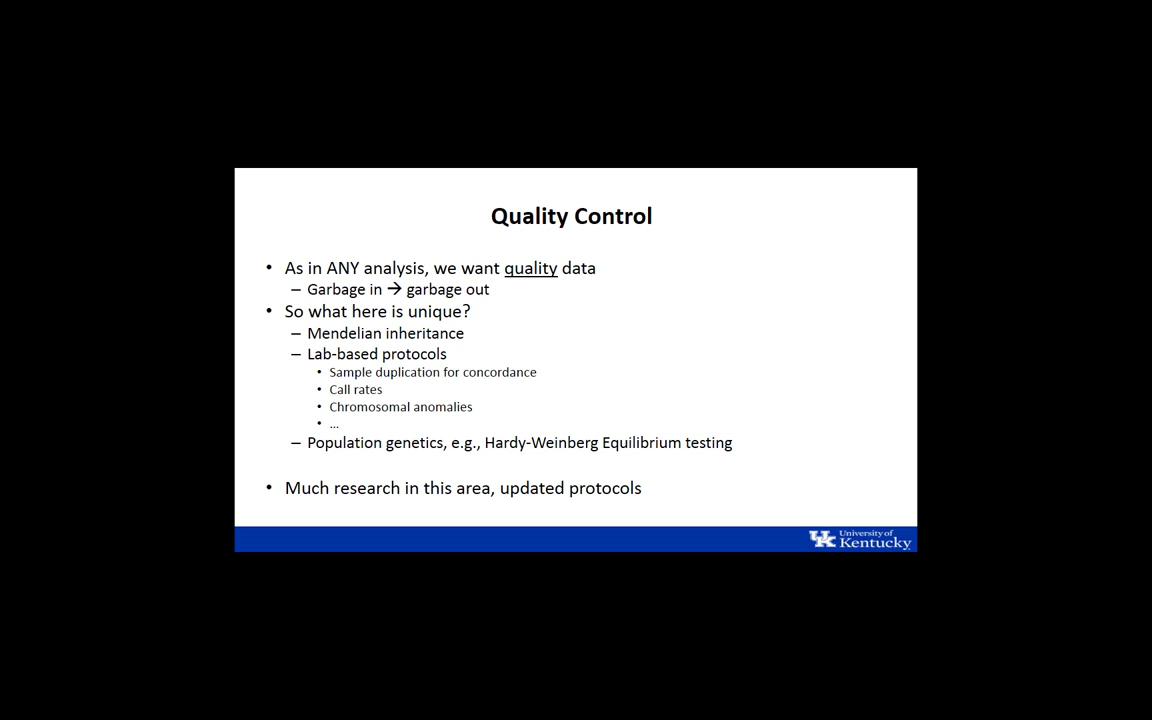 Quality Control
• As in ANY analysis, we want quality data
– Garbage in → garbage out
• So what here is unique?
– Mendelian inheritance
– Lab-based protocols
• Sample duplication for concordance
• Call rates
• Chromosomal anomalies
• …
– Population genetics, e.g., Hardy-Weinberg Equilibrium testing
• Much research in this area, updated protocols
UK University of
Kentucky